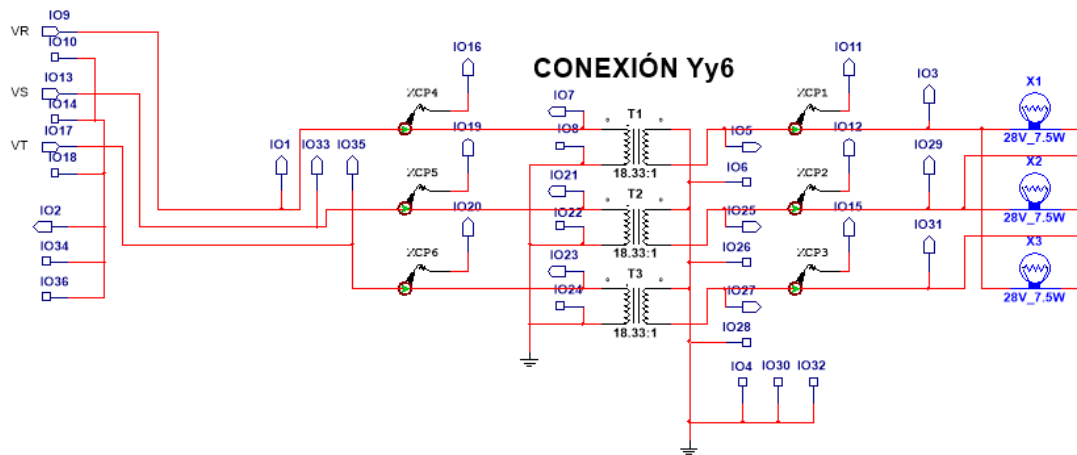 VR
IO9
IO10
VS
IO13
IO14
VT
IO17
IO18
IO2
IO34
IO36
IO1
IO33
IO35
XCP4
IO16
XCP5
IO19
XCP6
IO20
CONEXIÓN Yy6
IO7
IO8
T1
18.33:1
IO21
IO22
T2
18.33:1
IO23
IO24
T3
18.33:1
IO5
IO6
IO25
IO26
IO27
IO28
IO4
IO30
IO32
XCP1
IO11
XCP2
IO12
XCP3
IO15
IO3
IO29
IO31
X1
28V_7.5W
X2
28V_7.5W
X3
28V_7.5W